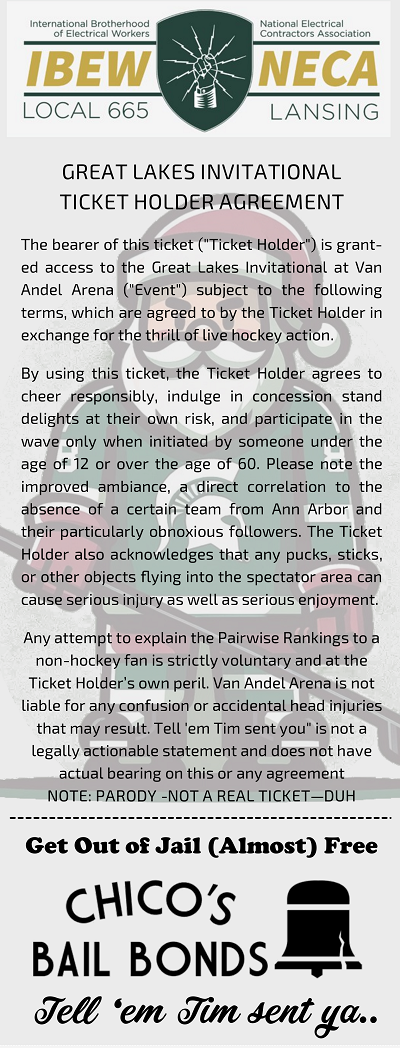 International Brotherhood
of Electrical Workers
National Electrical
Contractors Association
IBEW NECA
LOCAL 665
LANSING
GREAT LAKES INVITATIONAL
TICKET HOLDER AGREEMENT
The bearer of this ticket ("Ticket Holder") is grant-
ed access to the Great Lakes Invitational at Van
Andel Arena ("Event") subject to the following
terms, which are agreed to by the Ticket Holder in
exchange for the thrill of live hockey action.
By using this ticket, the Ticket Holder agrees to
cheer responsibly, indulge in concession stand
delights at their own risk, and participate in the
wave only when initiated by someone under the
age of 12 or over the age of 60. Please note the
improved ambiance, a direct correlation to the
absence of a certain team from Ann Arbor and
their particularly obnoxious followers. The Ticket
Holder also acknowledges that any pucks, sticks,
or other objects flying into the spectator area can
cause serious injury as well as serious enjoyment.
Any attempt to explain the Pairwise Rankings to a
non-hockey fan is strictly voluntary and at the
Ticket Holder's own peril. Van Andel Arena is not
liable for any confusion or accidental head injuries
that may result. Tell 'em Tim sent you" is not a
legally actionable statement and does not have
actual bearing on this or any agreement
NOTE: PARODY -NOT A REAL TICKET—DUH
Get Out of Jail (Almost) Free
CHICO'S
BAIL BONDS
Tell 'em Tim sent ya..